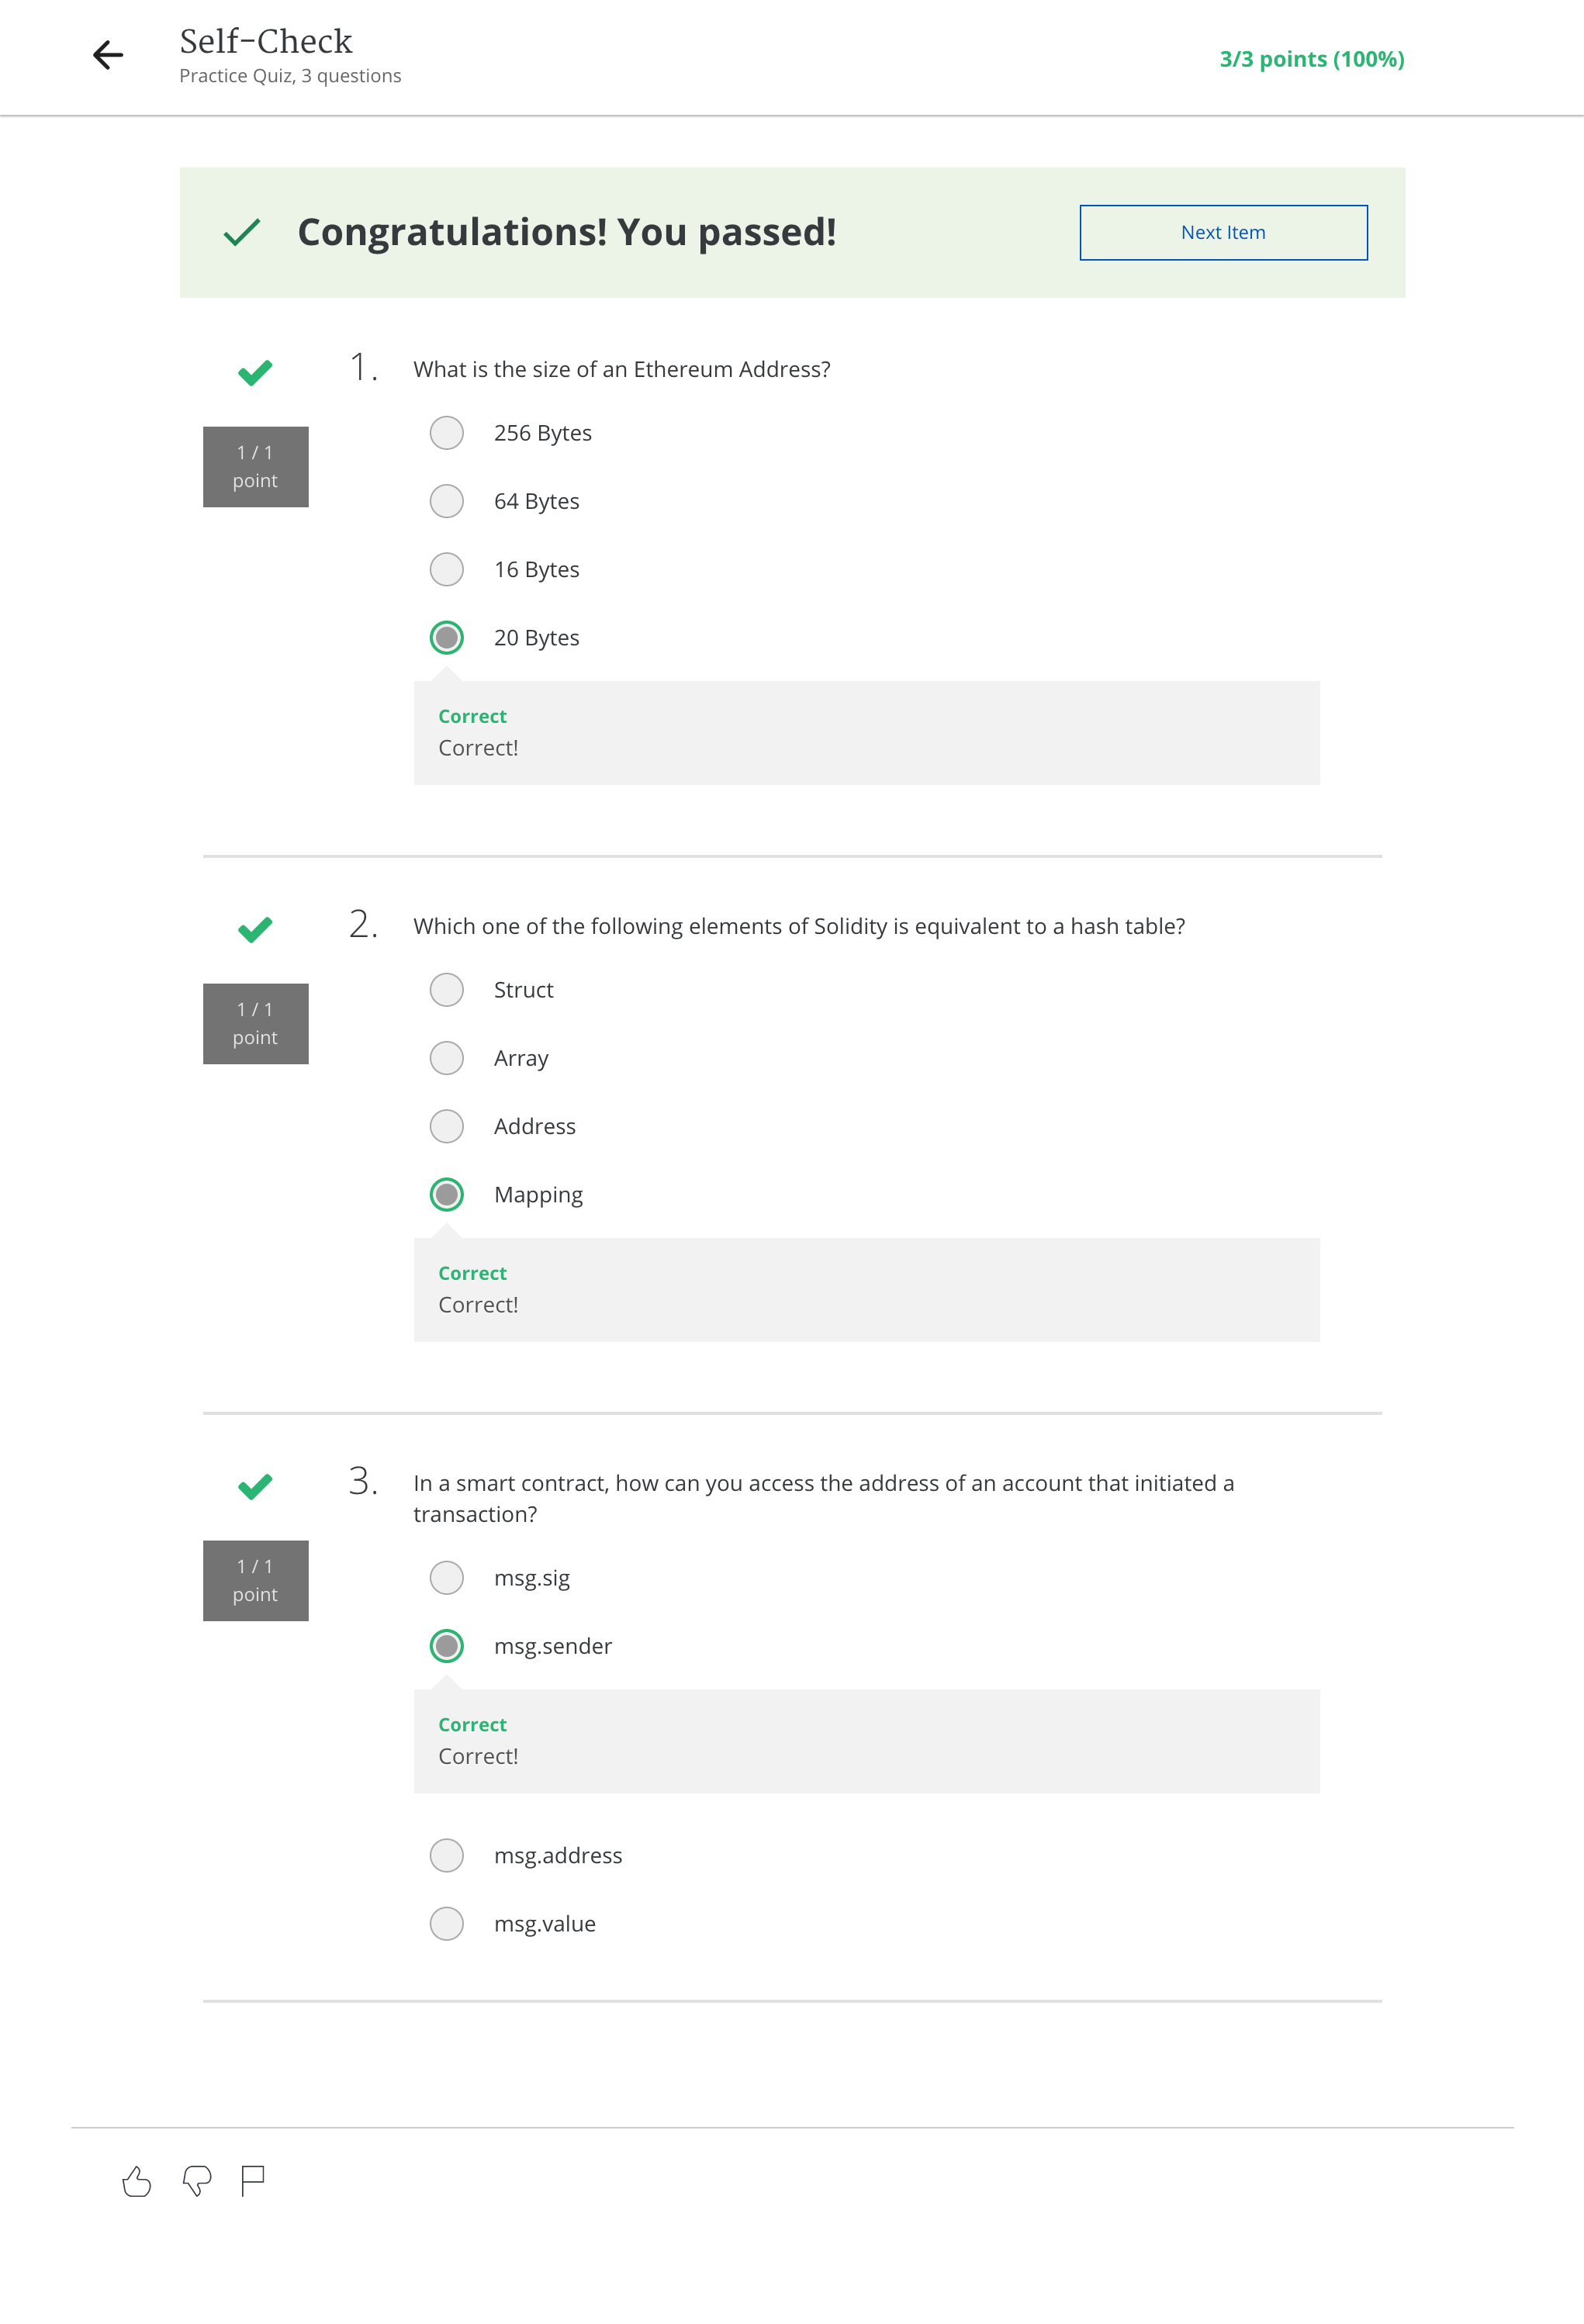 Self-Check
Practice Quiz, 3 questions
3/3 points (100%)
Congratulations! You passed!
Next Item
1 / 1
point
1.
What is the size of an Ethereum Address?
256 Bytes
64 Bytes
16 Bytes
20 Bytes
Correct
Correct!
1 / 1
point
2.
Which one of the following elements of Solidity is equivalent to a hash table?
Struct
Array
Address
Mapping
Correct
Correct!
1 / 1
point
3.
In a smart contract, how can you access the address of an account that initiated a
transaction?
msg.sig
msg.sender
Correct
Correct!
msg.address
msg.value